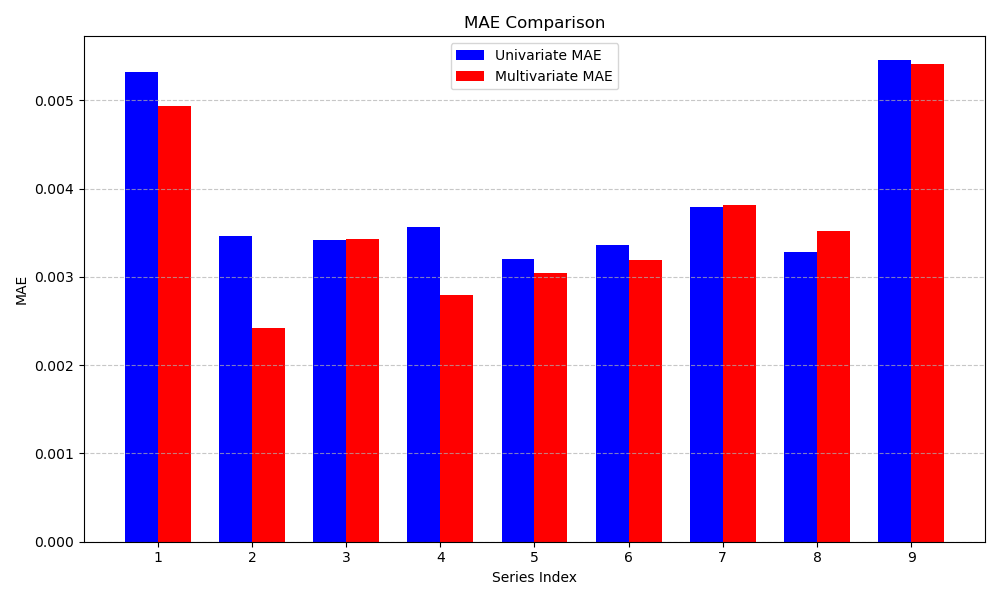 MAE Comparison
Univariate MAE
Multivariate MAE
MAE
0.005
0.004
0.003
0.002
0.001
0.000
1 2 3 4 5 6 7 8 9
Series Index